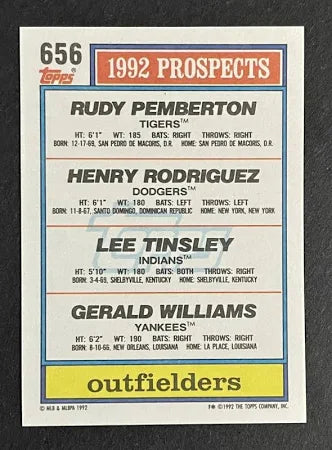 656
Topps
1992 PROSPECTS
RUDY PEMBERTON
TIGERS™
HT: 6'1" WT: 185 BATS: RIGHT THROWS: RIGHT
BORN: 12-17-69, SAN PEDRO DE MACORIS, D.R. HOME: SAN PEDRO DE MACORIS, D.R.
HENRY RODRIGUEZ
DODGERS™
HT: 6'1" WT: 180 BATS: LEFT THROWS: LEFT
BORN: 11-8-67, SANTO DOMINGO, DOMINICAN REPUBLIC HOME: NEW YORK, NEW YORK
LEE TINSLEY
INDIANS™
HT: 5'10" WT: 180 BATS: BOTH THROWS: RIGHT
BORN: 3-4-69, SHELBYVILLE, KENTUCKY HOME: SHELBYVILLE, KENTUCKY
GERALD WILLIAMS
YANKEES™
HT: 6'2" WT: 190 BATS: RIGHT THROWS: RIGHT
BORN: 8-10-66, NEW ORLEANS, LOUISIANA HOME: LA PLACE, LOUISIANA
outfielders
© MLB & MLBPA 1992 F* © 1992 THE TOPPS COMPANY, INC.